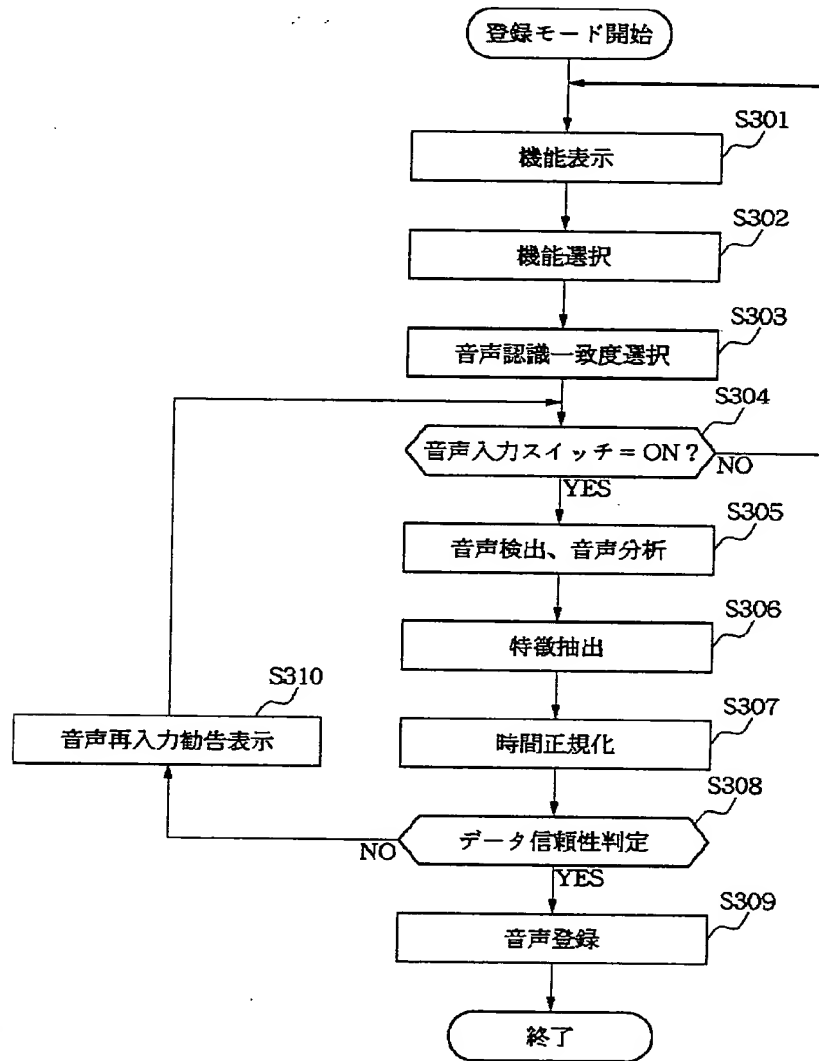 登録モード開始
S301
機能表示
S302
機能選択
S303
音声認識一致度選択
S304
音声入力スイッチ = ON ?
NO
YES
S305
音声検出、音声分析
S306
特徴抽出
S310
音声再入力勧告表示
S307
時間正規化
S308
データ信頼性判定
NO
YES
S309
音声登録
終了